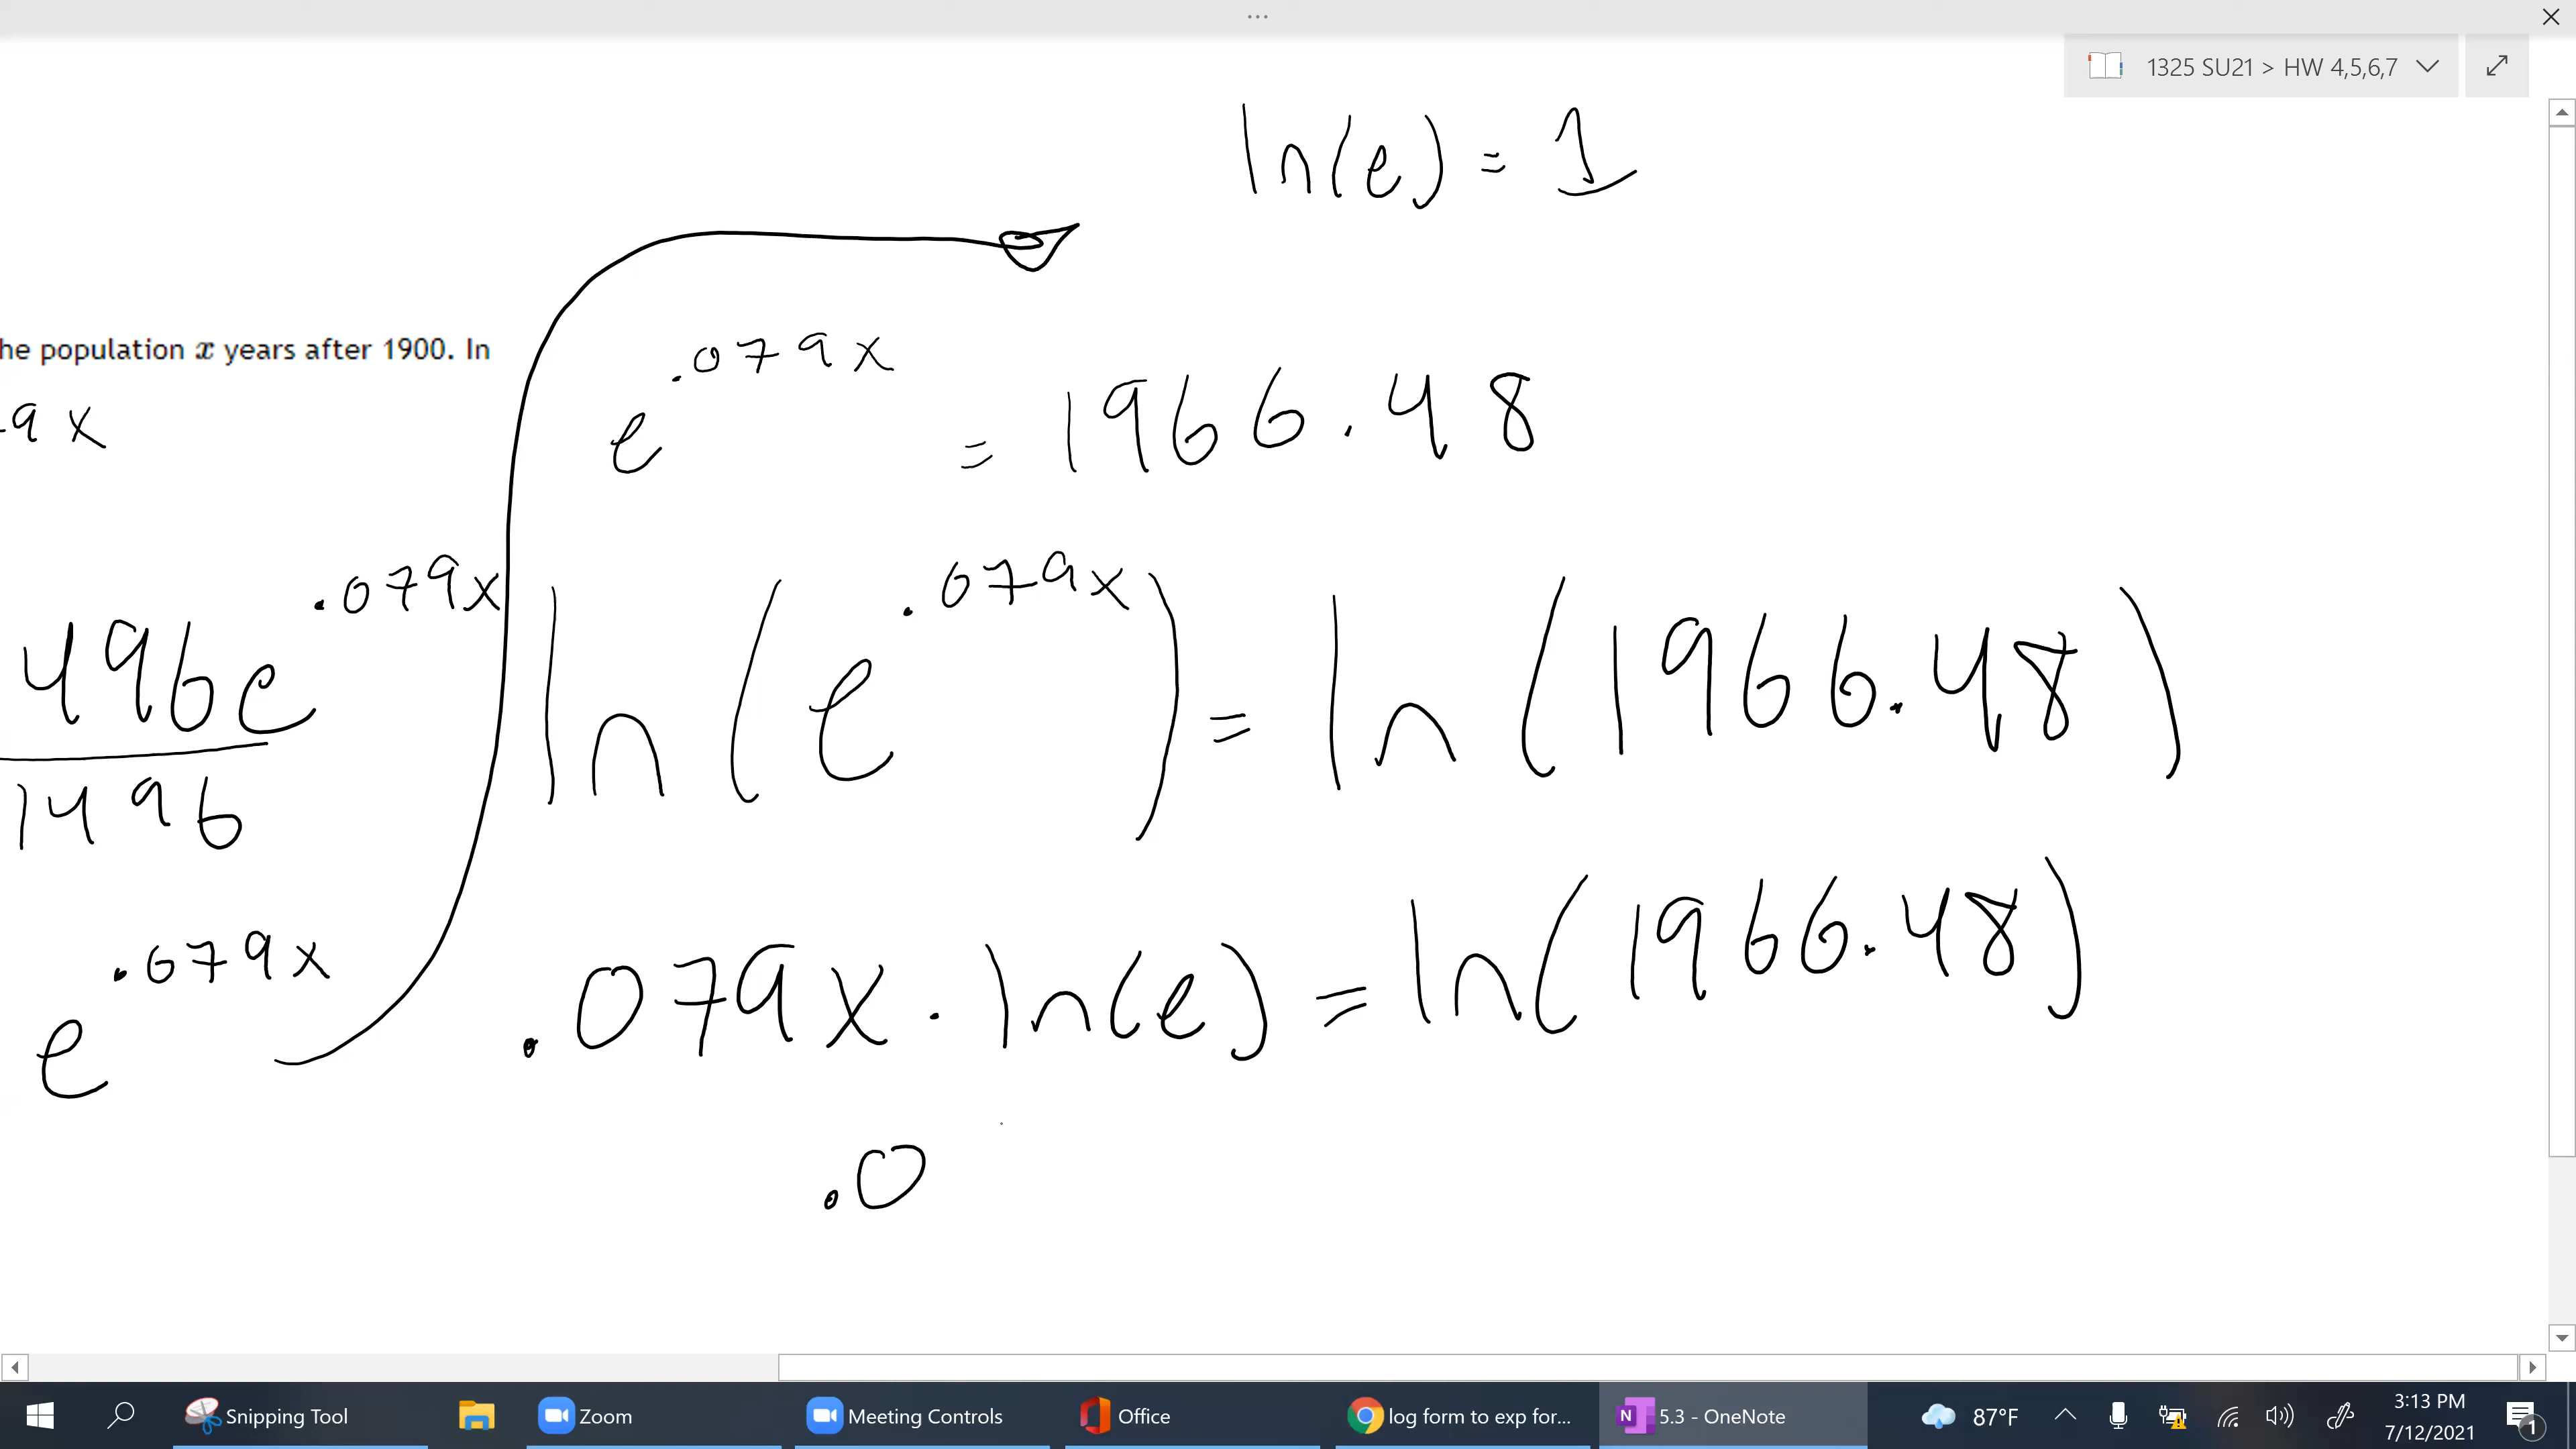 1325 SU21 > HW 4,5,6,7
ln(e) = 1
he population x years after 1900. In
9x
e^.079x = 1966.48
496e^.079x
1496
ln(e^.079x) = ln(1966.48)
e^.079x
.079x · ln(e) = ln(1966.48)
.0
Snipping Tool
Zoom
Meeting Controls
Office
log form to exp for...
5.3 - OneNote
87°F
3:13 PM
7/12/2021
1